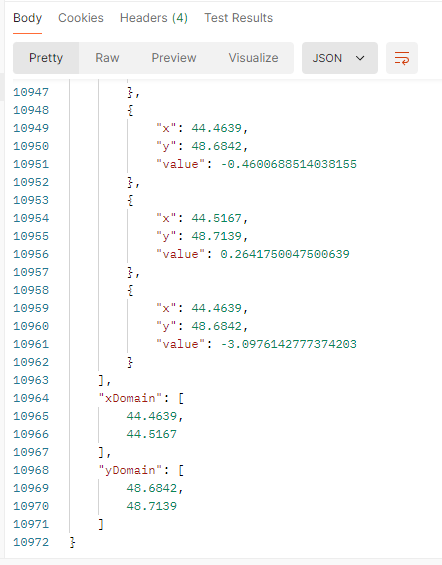 Body Cookies Headers (4) Test Results
Pretty Raw Preview Visualize JSON
10947 },
10948 {
10949 "x": 44.4639,
10950 "y": 48.6842,
10951 "value": -0.4600688514038155
10952 },
10953 {
10954 "x": 44.5167,
10955 "y": 48.7139,
10956 "value": 0.2641750047500639
10957 },
10958 {
10959 "x": 44.4639,
10960 "y": 48.6842,
10961 "value": -3.0976142777374203
10962 }
10963 ],
10964 "xDomain": [
10965 44.4639,
10966 44.5167
10967 ],
10968 "yDomain": [
10969 48.6842,
10970 48.7139
10971 ]
10972 }